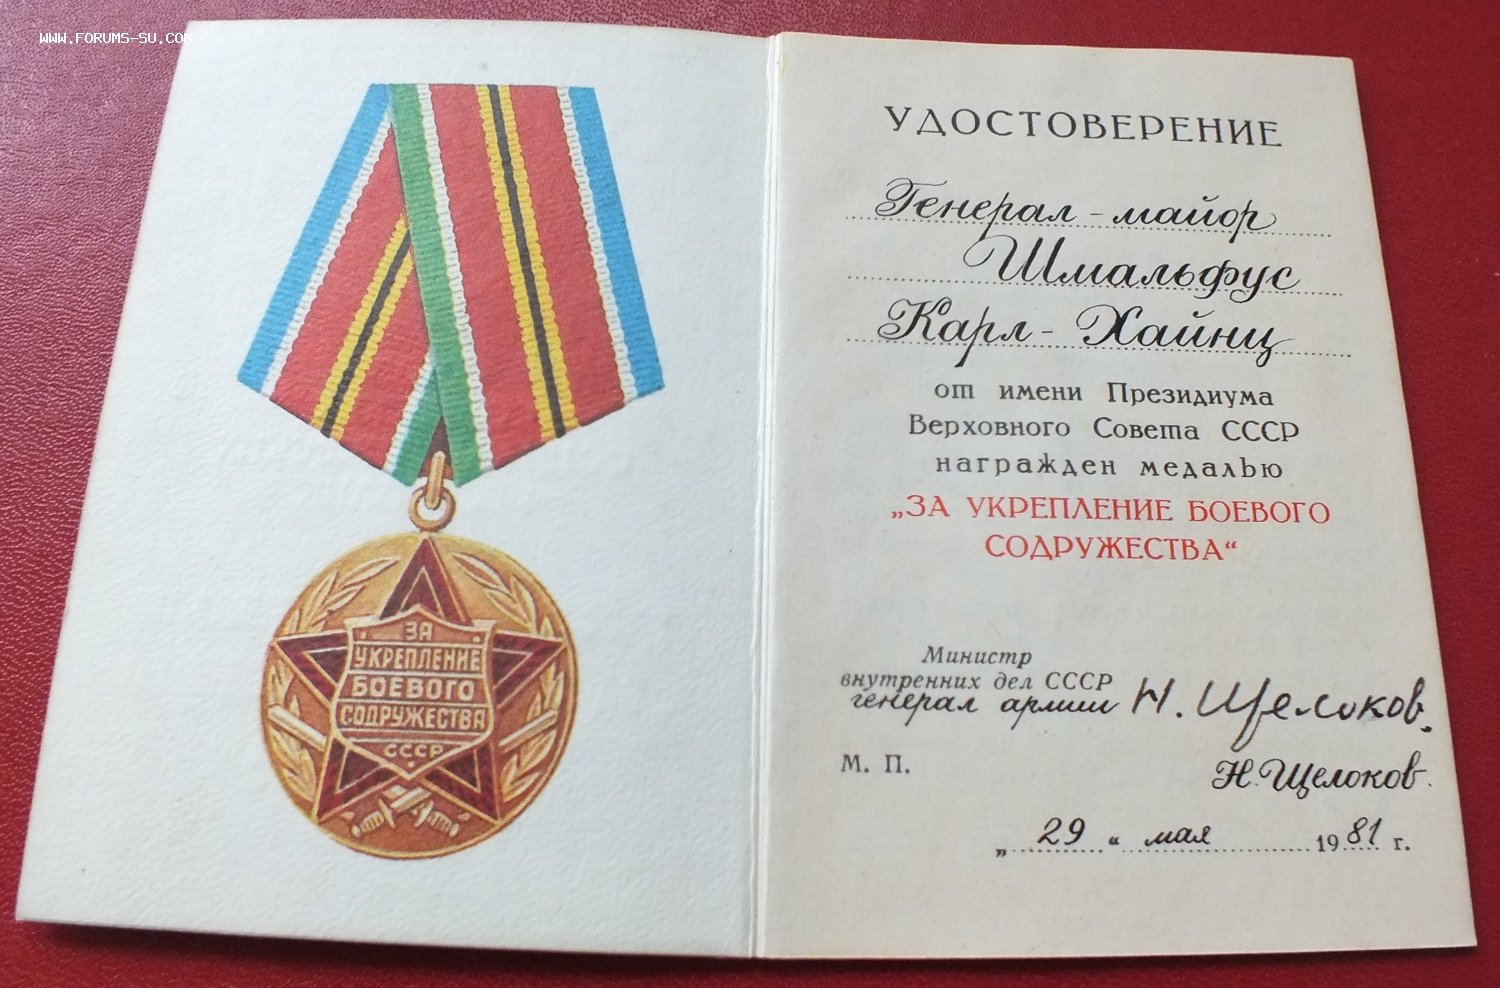 WWW.FORUMS-SU.COM
ЗА
УКРЕПЛЕНИЕ
БОЕВОГО
СОДРУЖЕСТВА
СССР
УДОСТОВЕРЕНИЕ
Генерал-майор
Шмальфус
Карл-Хайнц
от имени Президиума
Верховного Совета СССР
награжден медалью
„ЗА УКРЕПЛЕНИЕ БОЕВОГО
СОДРУЖЕСТВА“
Министр
внутренних дел СССР
генерал армии Н. Щелоков
М. П.
Н. Щелоков.
„ 29 “ мая 1981 г.